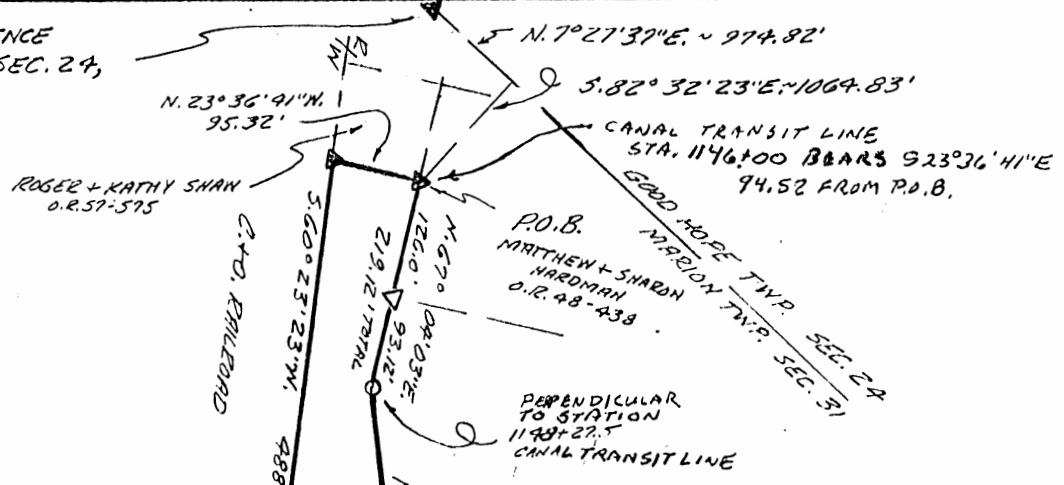 ENCE
SEC. 24,
R/W
N. 7° 27' 37" E. ~ 974.82'
S. 82° 32' 23" E. ~ 1064.83'
N. 23° 36' 41" W.
95.32'
CANAL TRANSIT LINE
STA. 1146+00 BEARS S 23° 36' 41" E
94.52 FROM P.O.B.
ROGER + KATHY SHAW
O.R. 57-575
P.O.B.
MATTHEW + SHARON
HARDMAN
O.R. 48-438
GOOD HOPE TWP. SEC. 24
MARION TWP. SEC. 31
C.+O. RAILROAD
S. 60° 23' 23" W. 488
N. 67° 04' 03" E.
126.0'
93.12'
219.12' TOTAL
PERPENDICULAR
TO STATION
1148+27.5
CANAL TRANSIT LINE